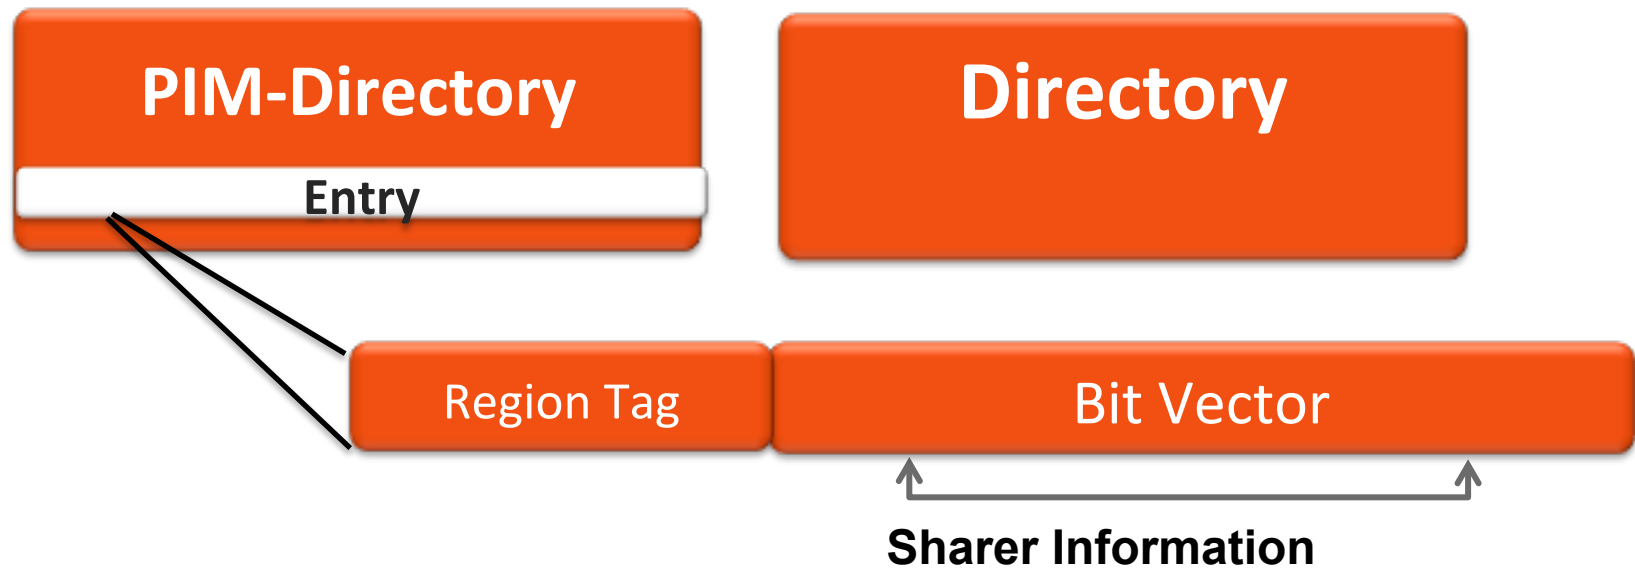 PIM-Directory
Directory
Entry
Region Tag
Bit Vector
Sharer Information